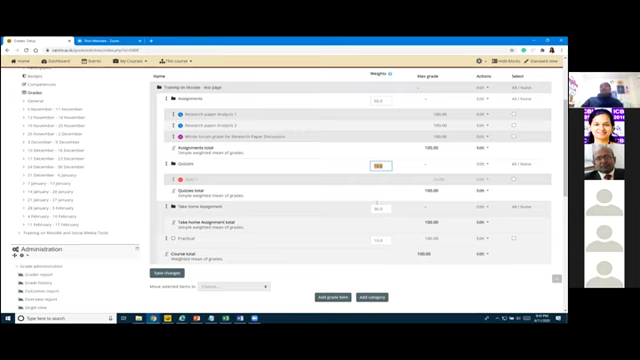 Grades: Setup
Test Moodle - Zoom
Home
Dashboard
Events
My Courses
This course
Hide blocks
Standard view
Badges
Competencies
Grades
General
5 November - 11 November
12 November - 18 November
19 November - 25 November
26 November - 2 December
3 December - 9 December
10 December - 16 December
17 December - 23 December
24 December - 30 December
31 December - 6 January
7 January - 13 January
14 January - 20 January
21 January - 27 January
28 January - 3 February
4 February - 10 February
Training on Moodle and Social Media Tools
Administration
Grade administration
Grader report
Grade history
Outcomes report
Overview report
Single view
Name
Weights
Max grade
Actions
Select
Training on Moodle
Edit
All / None
Assignments
Edit
All / None
Research paper Analysis 1
100.00
Edit
Research paper Analysis 2
100.00
Edit
Whole forum grade for Research Paper Discussion
100.00
Edit
Assignments total
Simple weighted mean of grades.
100.00
Edit
Quizzes
Edit
All / None
Edit
Quizzes total
Simple weighted mean of grades.
100.00
Edit
Take Home Assignment
Edit
All / None
Take home Assignment total
Simple weighted mean of grades.
100.00
Edit
Practical
10.0
100.00
Edit
Course total
Weighted mean of grades.
100.00
Edit
Save changes
Move selected items to
Choose...
Add grade item
Add category
Type here to search